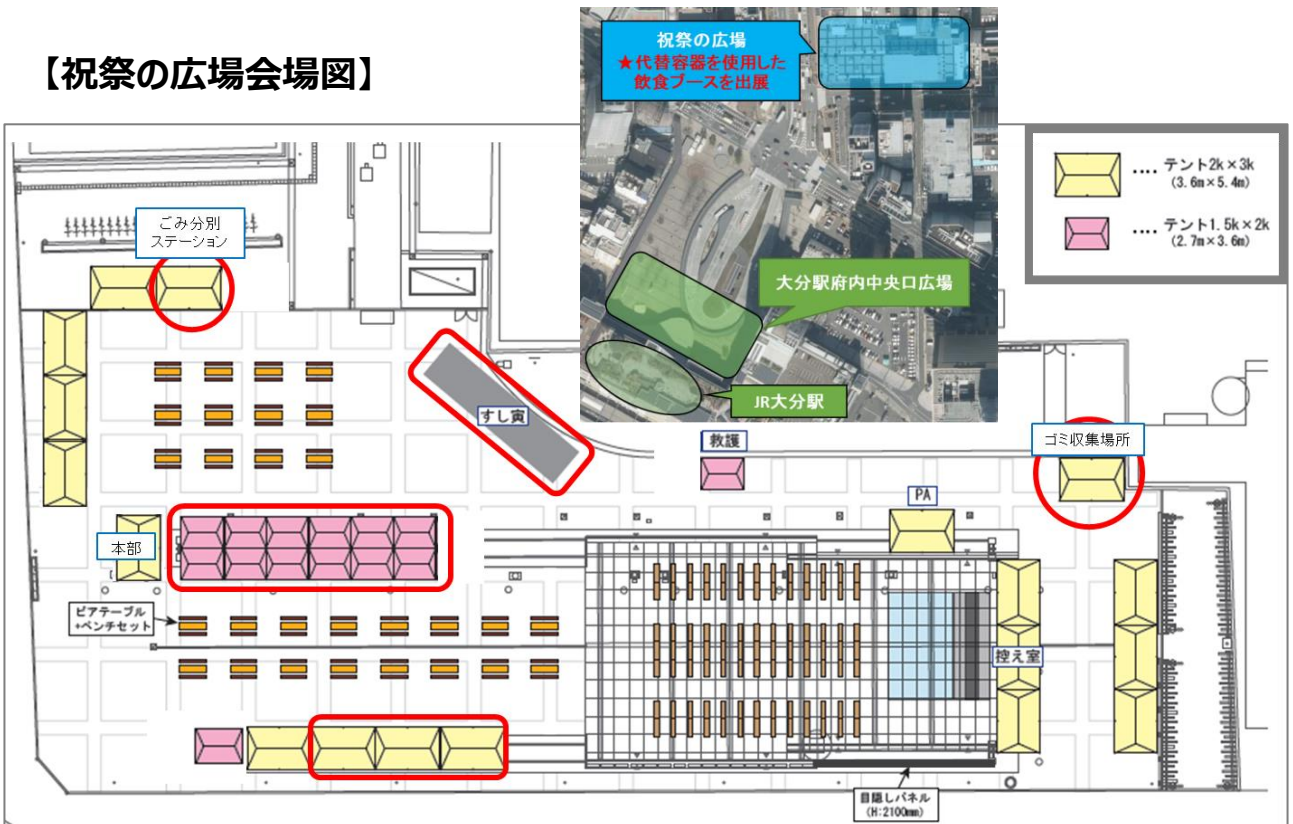 【祝祭の広場会場図】
祝祭の広場
★代替容器を使用した
飲食ブースを出展
大分駅府内中央口広場
JR大分駅
‥‥ テント2k×3k
(3.6m×5.4m)
‥‥ テント1.5k×2k
(2.7m×3.6m)
ごみ分別
ステーション
すし寅
救護
ゴミ収集場所
PA
本部
ビアテーブル
+ベンチセット
控え室
目隠しパネル
(H:2100mm)